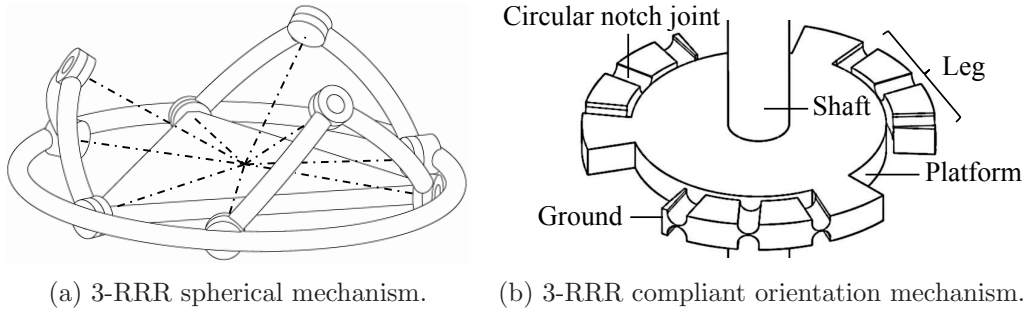 Circular notch joint
Leg
Shaft
Platform
Ground
(a) 3-RRR spherical mechanism.
(b) 3-RRR compliant orientation mechanism.